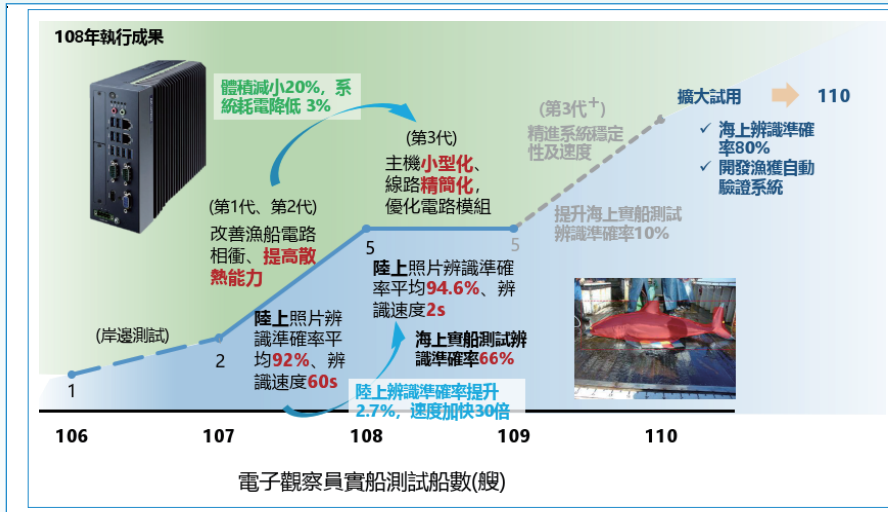 108年執行成果
體積減小20%，系
統耗電降低 3%
(第3代)
主機小型化、
線路精簡化，
優化電路模組
(第3代+)
精進系統穩定
性及速度
擴大試用
110
✓ 海上辨識準確
率80%
✓ 開發漁獲自動
驗證系統
(第1代、第2代)
改善漁船電路
相衝、提高散
熱能力
提升海上實船測試
辨識準確率10%
5
5
陸上照片辨識準確
率平均94.6%、辨
識速度2s
(岸邊測試)
陸上照片辨
識準確率平
均92%、辨
識速度60s
海上實船測試辨
識準確率66%
1
2
陸上辨識準確率提升
2.7%，速度加快30倍
106
107
108
109
110
電子觀察員實船測試船數(艘)